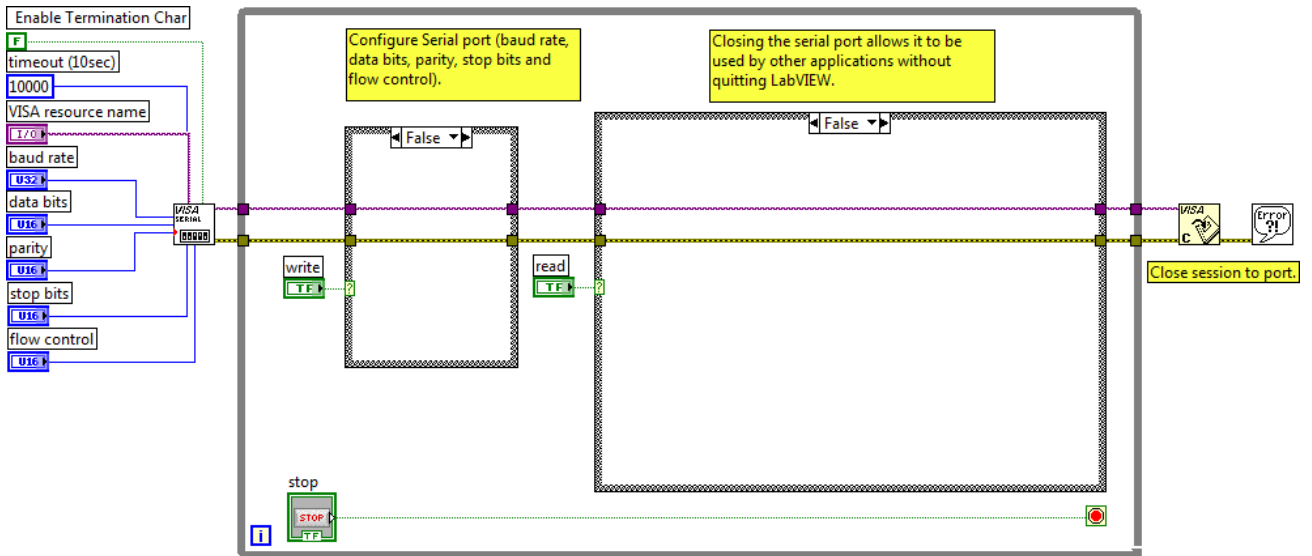 Enable Termination Char
F
timeout (10sec)
10000
VISA resource name
I/O
baud rate
U32
data bits
U16
parity
U16
stop bits
U16
flow control
U16
VISA
SERIAL
Configure Serial port (baud rate,
data bits, parity, stop bits and
flow control).
False
write
TF
?
Closing the serial port allows it to be
used by other applications without
quitting LabVIEW.
False
read
TF
?
stop
STOP
TF
i
VISA
C
Error
?!
Close session to port.